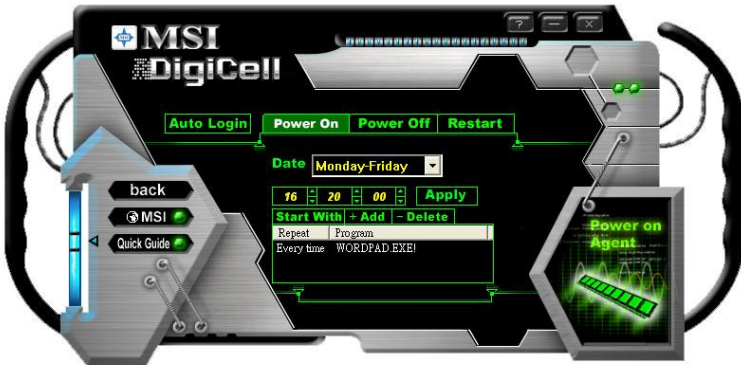 ? — X
MSI
DigiCell
Auto Login Power On Power Off Restart
Date Monday-Friday
16 20 00 Apply
Start With + Add - Delete
Repeat Program
Every time WORDPAD.EXE!
back
MSI
Quick Guide
Power on
Agent